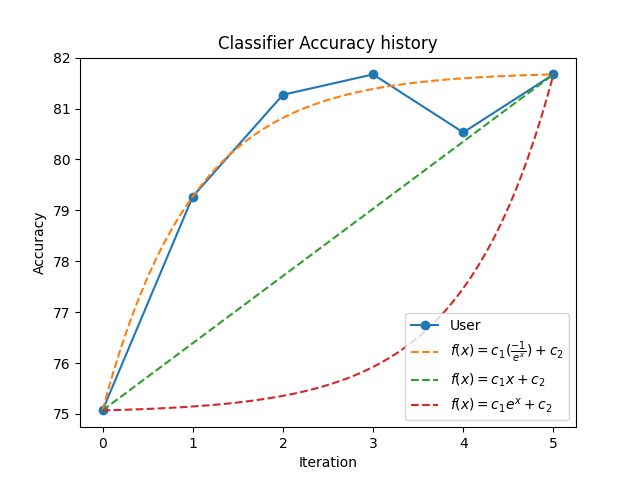 Classifier Accuracy history
82
81
80
79
78
77
76
75
Accuracy
0 1 2 3 4 5
Iteration
User
f(x) = c₁(−1/eˣ) + c₂
f(x) = c₁x + c₂
f(x) = c₁eˣ + c₂